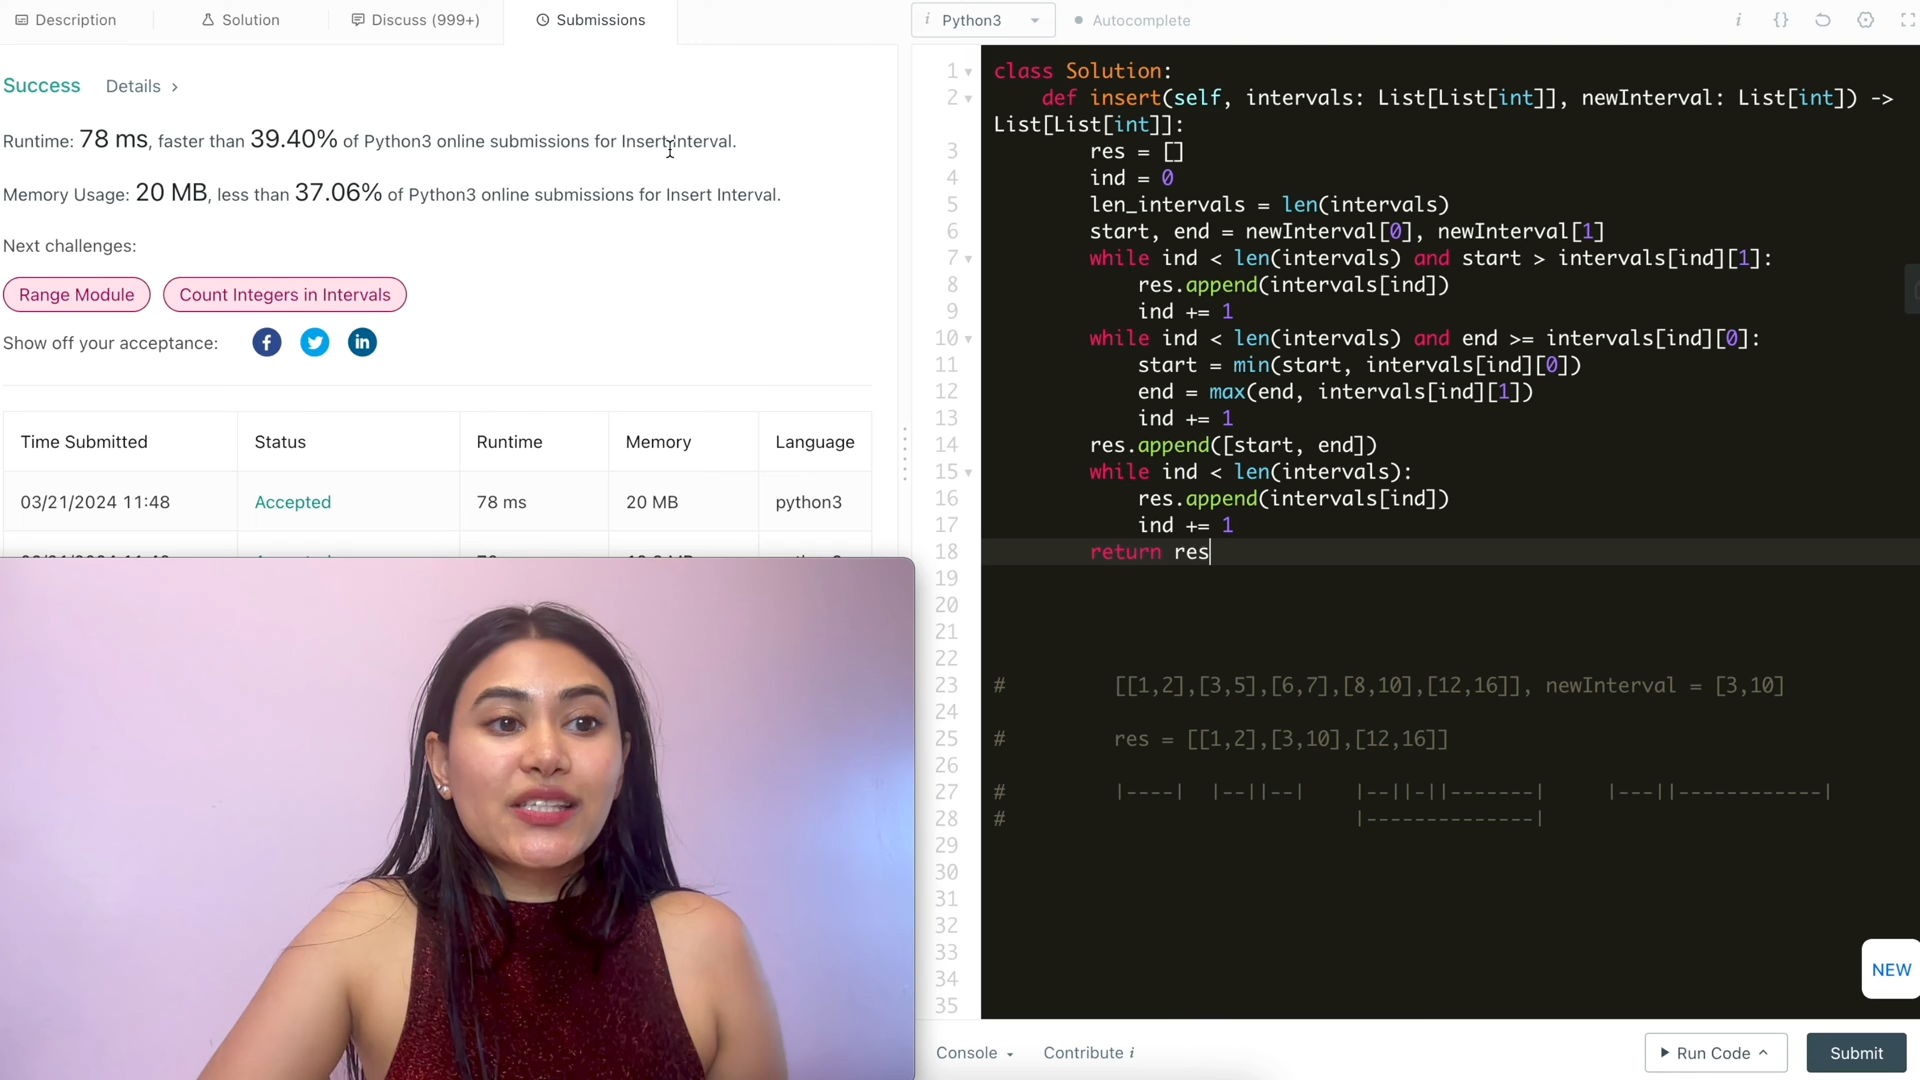 Description
Solution
Discuss (999+)
Submissions
i Python3
Autocomplete
i {}
Success Details >
Runtime: 78 ms, faster than 39.40% of Python3 online submissions for Insert Interval.
Memory Usage: 20 MB, less than 37.06% of Python3 online submissions for Insert Interval.
Next challenges:
Range Module
Count Integers in Intervals
Show off your acceptance: f in
Time Submitted Status Runtime Memory Language
03/21/2024 11:48 Accepted 78 ms 20 MB python3
1 class Solution:
2     def insert(self, intervals: List[List[int]], newInterval: List[int]) ->
List[List[int]]:
3         res = []
4         ind = 0
5         len_intervals = len(intervals)
6         start, end = newInterval[0], newInterval[1]
7         while ind < len(intervals) and start > intervals[ind][1]:
8             res.append(intervals[ind])
9             ind += 1
10         while ind < len(intervals) and end >= intervals[ind][0]:
11             start = min(start, intervals[ind][0])
12             end = max(end, intervals[ind][1])
13             ind += 1
14         res.append([start, end])
15         while ind < len(intervals):
16             res.append(intervals[ind])
17             ind += 1
18         return res
19
20
21
22
23 #         [[1,2],[3,5],[6,7],[8,10],[12,16]], newInterval = [3,10]
24
25 #         res = [[1,2],[3,10],[12,16]]
26
27 #         |----|  |--||--|    |--||-||-------|     |---||------------|
28 #                             |--------------|
29
30
31
32
33
34
35
NEW
Console
Contribute i
Run Code
Submit